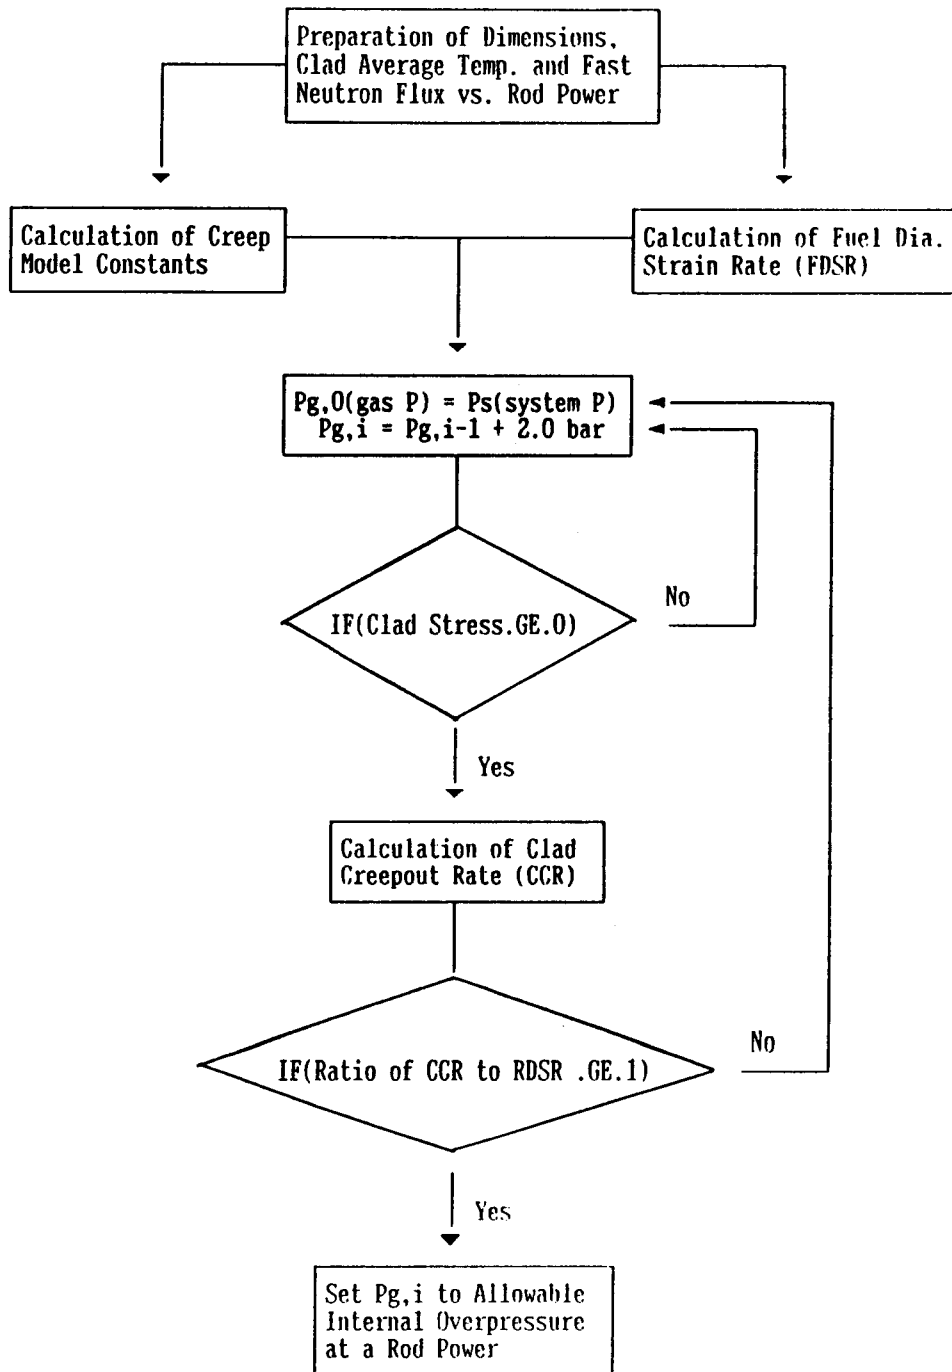 Preparation of Dimensions,
Clad Average Temp. and Fast
Neutron Flux vs. Rod Power
Calculation of Creep
Model Constants
Calculation of Fuel Dia.
Strain Rate (FDSR)
Pg,0(gas P) = Ps(system P)
Pg,i = Pg,i-1 + 2.0 bar
IF(Clad Stress.GE.0)
No
Yes
Calculation of Clad
Creepout Rate (CCR)
IF(Ratio of CCR to RDSR .GE.1)
No
Yes
Set Pg,i to Allowable
Internal Overpressure
at a Rod Power